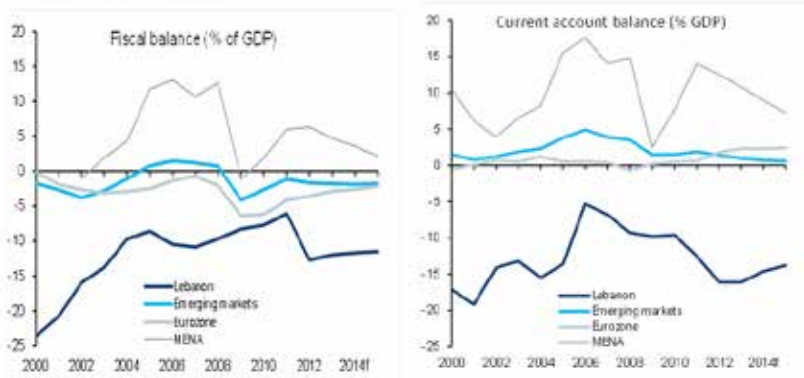 Fiscal balance (% of GDP)
20
15
10
5
0
-5
-10
-15
-20
-25
Lebanon
Emerging markets
Eurozone
MENA
2000 2002 2004 2006 2008 2010 2012 2014f
Current account balance (% GDP)
20
15
10
5
0
-5
-10
-15
-20
-25
Lebanon
Emerging markets
Eurozone
MENA
2000 2002 2004 2006 2008 2010 2012 2014f